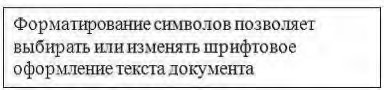 Форматирование символов позволяет
выбирать или изменять шрифтовое
оформление текста документа